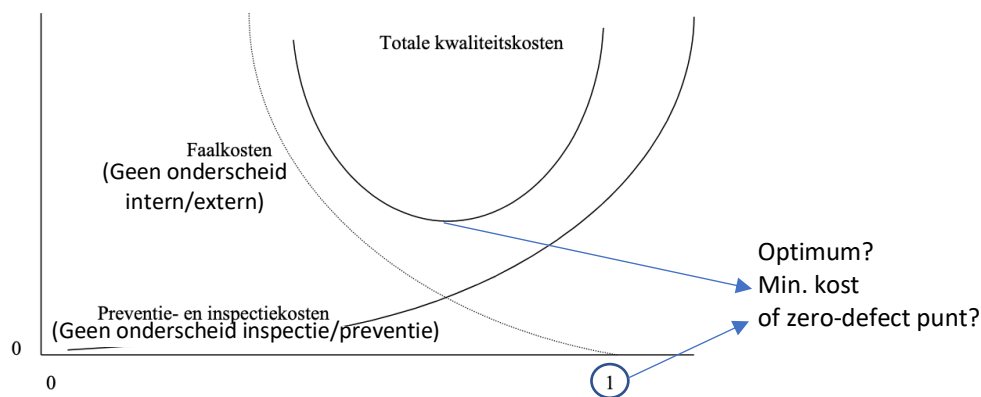 Totale kwaliteitskosten
Faalkosten
(Geen onderscheid
intern/extern)
Optimum?
Min. kost
of zero-defect punt?
Preventie- en inspectiekosten
(Geen onderscheid inspectie/preventie)
0
0
1